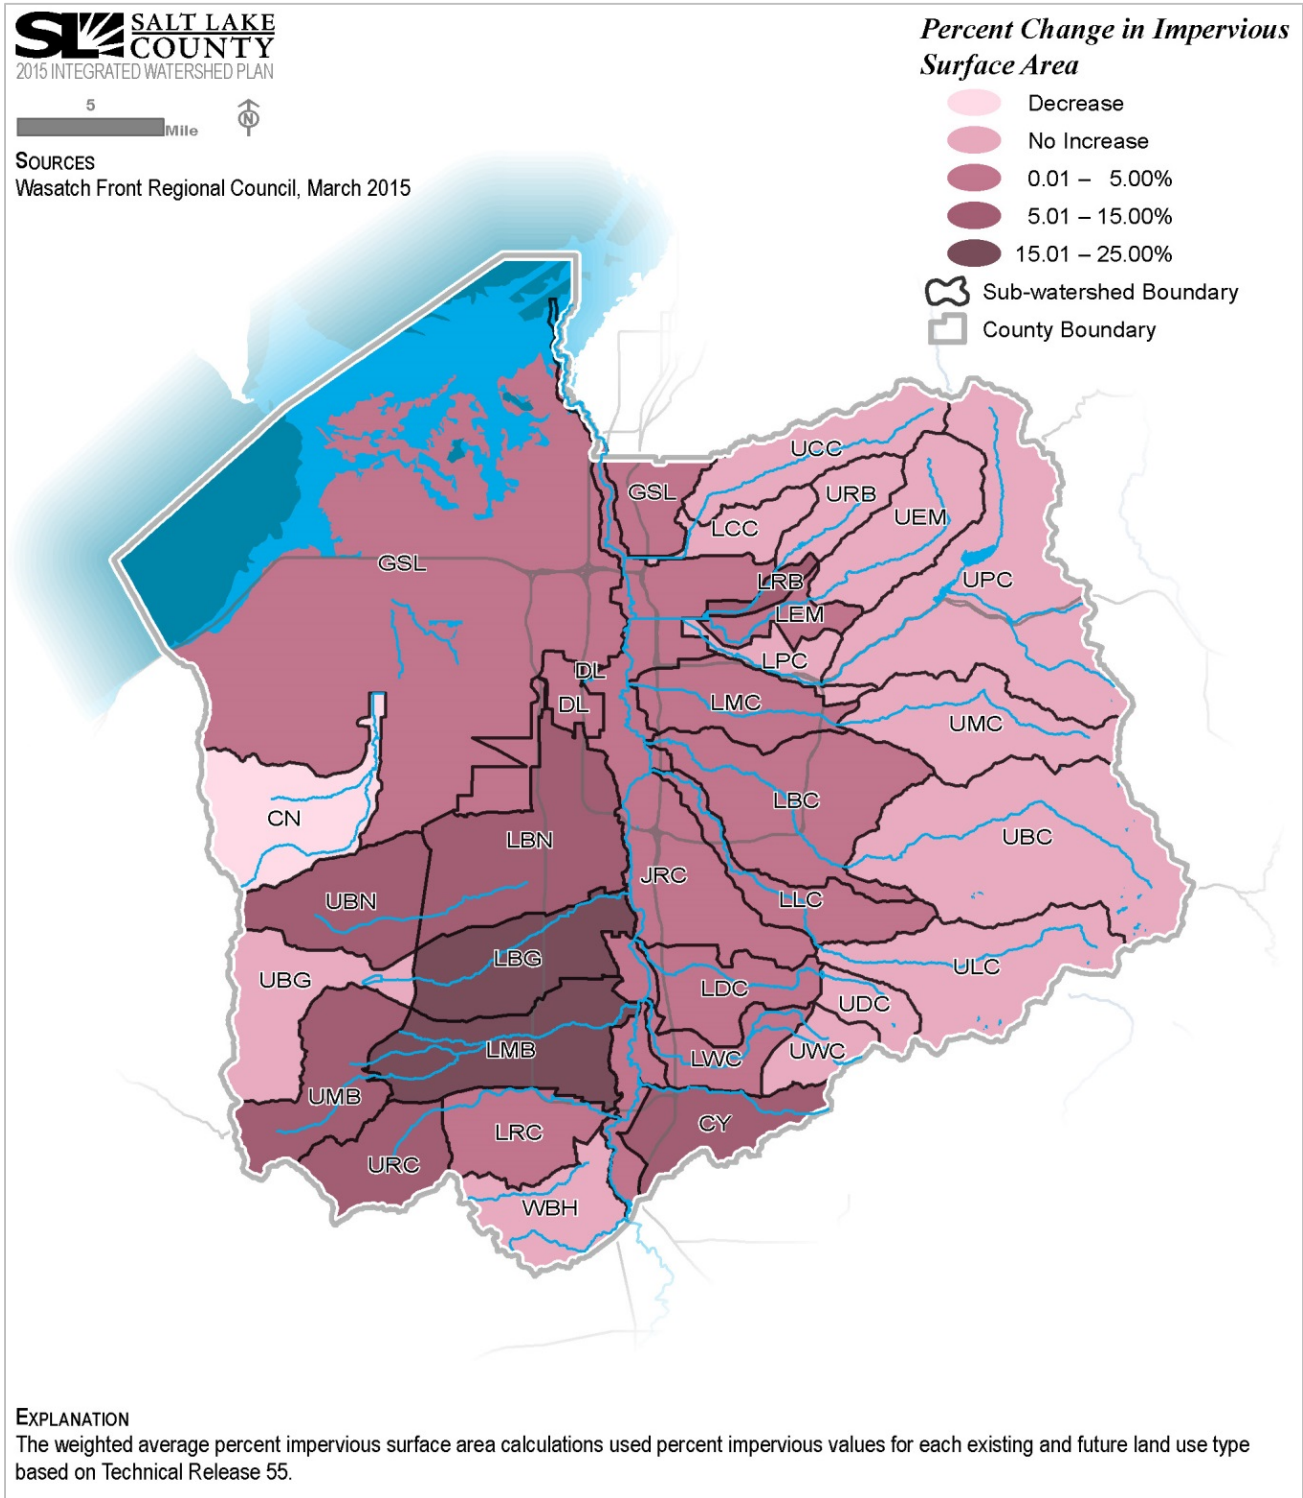 SL SALT LAKE
COUNTY
2015 INTEGRATED WATERSHED PLAN
5
Mile
N
SOURCES
Wasatch Front Regional Council, March 2015
Percent Change in Impervious
Surface Area
Decrease
No Increase
0.01 – 5.00%
5.01 – 15.00%
15.01 – 25.00%
Sub-watershed Boundary
County Boundary
UCC
GSL
URB
LCC
UEM
GSL
LRB
UPC
LEM
LPC
DL
DL
LMC
UMC
LBC
CN
LBN
UBC
JRC
UBN
LLC
LBG
ULC
UBG
LDC
UDC
LMB
LWC
UWC
UMB
CY
LRC
URC
WBH
EXPLANATION
The weighted average percent impervious surface area calculations used percent impervious values for each existing and future land use type
based on Technical Release 55.